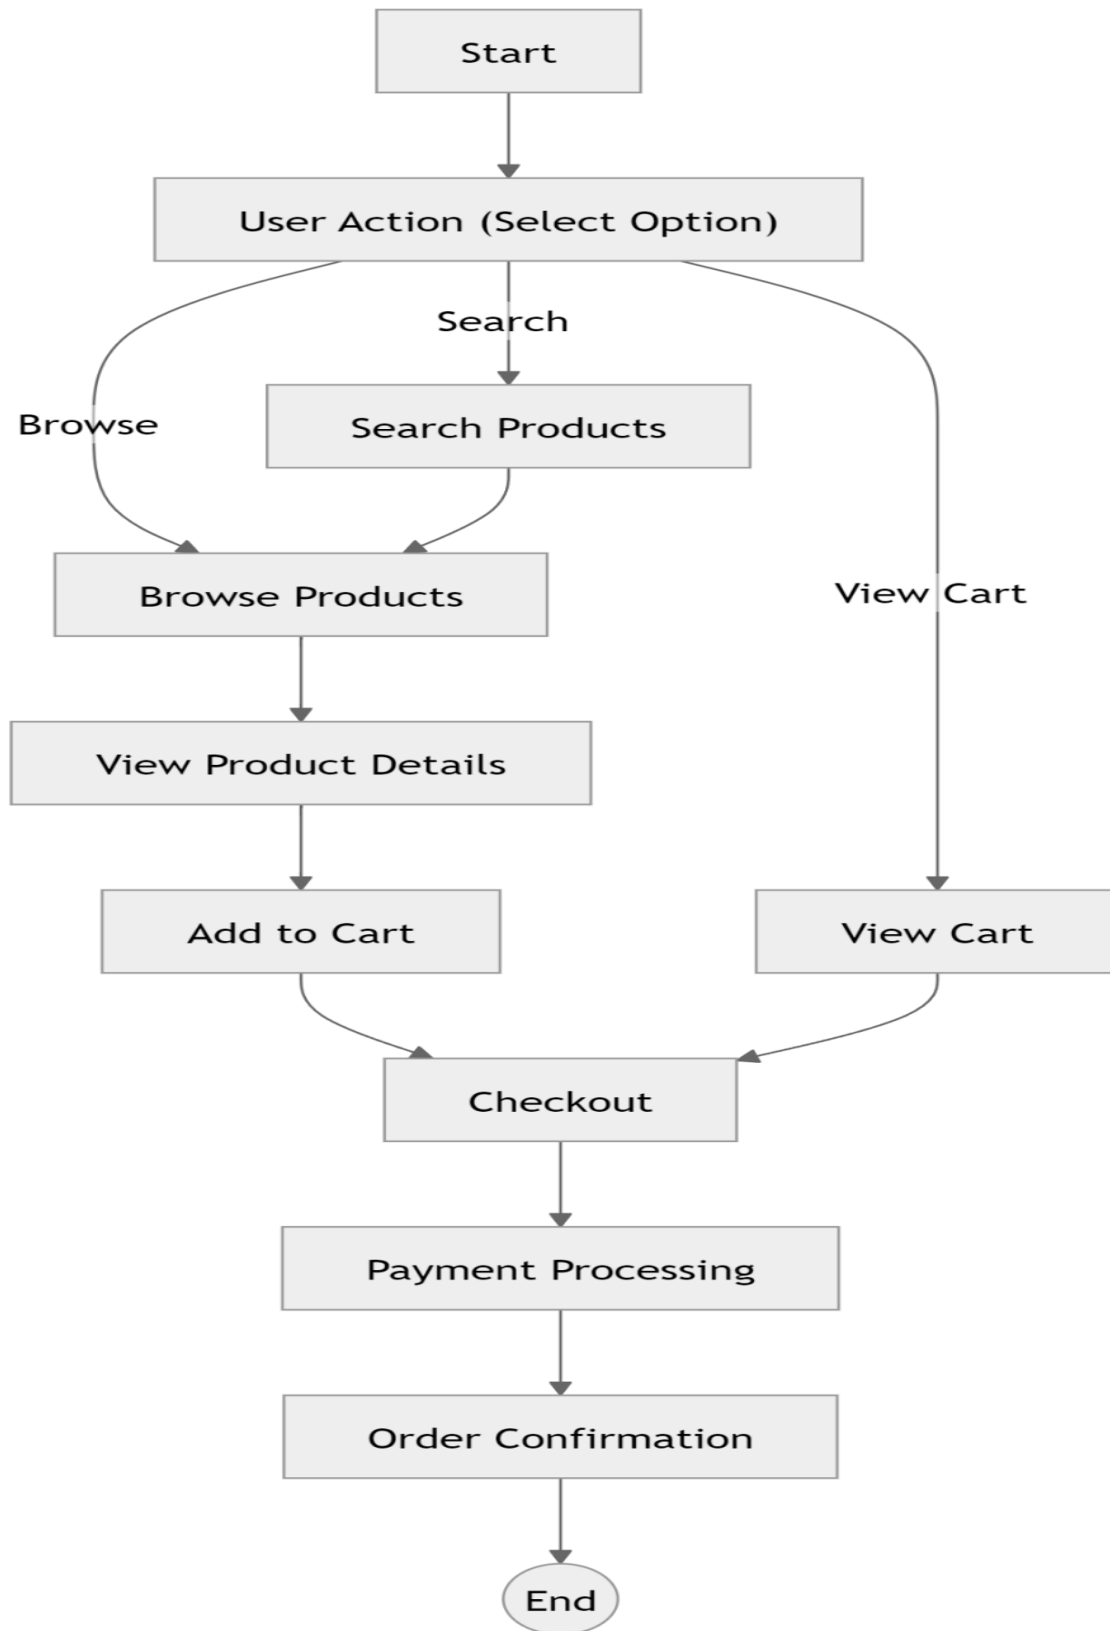 Start
User Action (Select Option)
Search
Browse
Search Products
Browse Products
View Cart
View Product Details
Add to Cart
View Cart
Checkout
Payment Processing
Order Confirmation
End